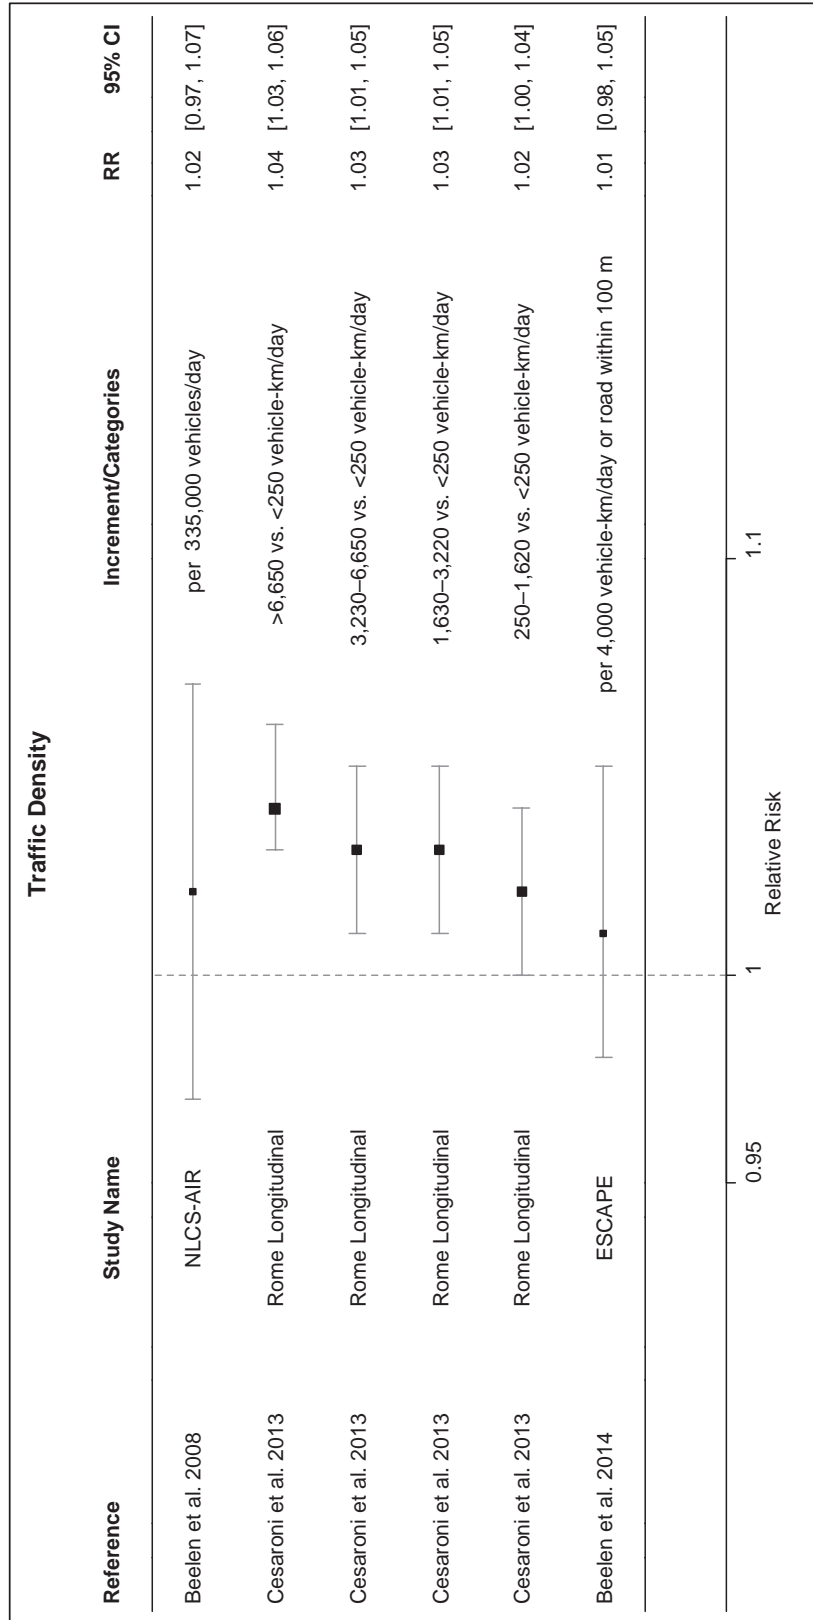 Traffic Density
Reference Study Name Increment/Categories RR 95% CI
Beelen et al. 2008 NLCS-AIR per 335,000 vehicles/day 1.02 [0.97, 1.07]
Cesaroni et al. 2013 Rome Longitudinal >6,650 vs. <250 vehicle-km/day 1.04 [1.03, 1.06]
Cesaroni et al. 2013 Rome Longitudinal 3,230–6,650 vs. <250 vehicle-km/day 1.03 [1.01, 1.05]
Cesaroni et al. 2013 Rome Longitudinal 1,630–3,220 vs. <250 vehicle-km/day 1.03 [1.01, 1.05]
Cesaroni et al. 2013 Rome Longitudinal 250–1,620 vs. <250 vehicle-km/day 1.02 [1.00, 1.04]
Beelen et al. 2014 ESCAPE per 4,000 vehicle-km/day or road within 100 m 1.01 [0.98, 1.05]
0.95 1 1.1
Relative Risk